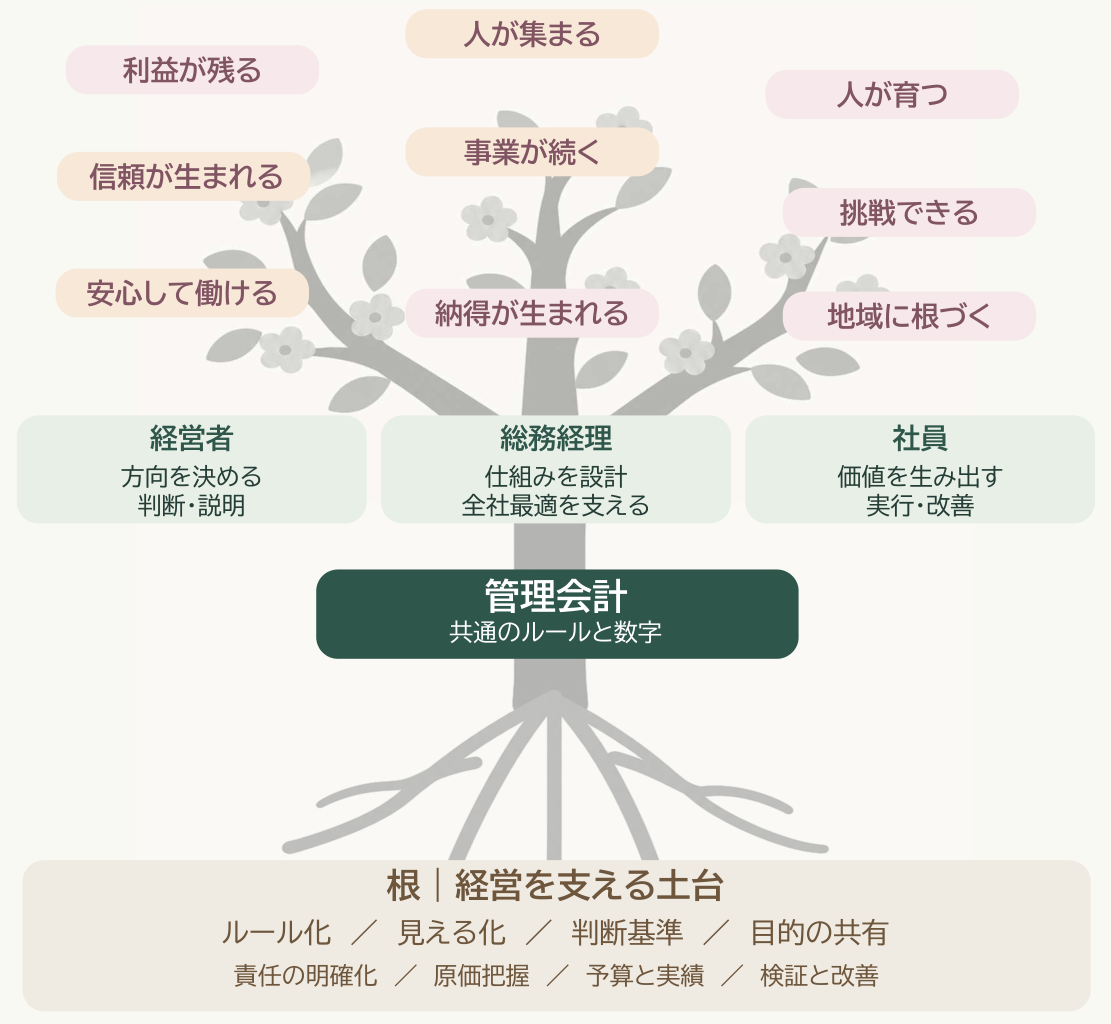 人が集まる
利益が残る
人が育つ
事業が続く
信頼が生まれる
挑戦できる
安心して働ける
納得が生まれる
地域に根づく
経営者
方向を決める
判断・説明
総務経理
仕組みを設計
全社最適を支える
社員
価値を生み出す
実行・改善
管理会計
共通のルールと数字
根｜経営を支える土台
ルール化 ／ 見える化 ／ 判断基準 ／ 目的の共有
責任の明確化 ／ 原価把握 ／ 予算と実績 ／ 検証と改善